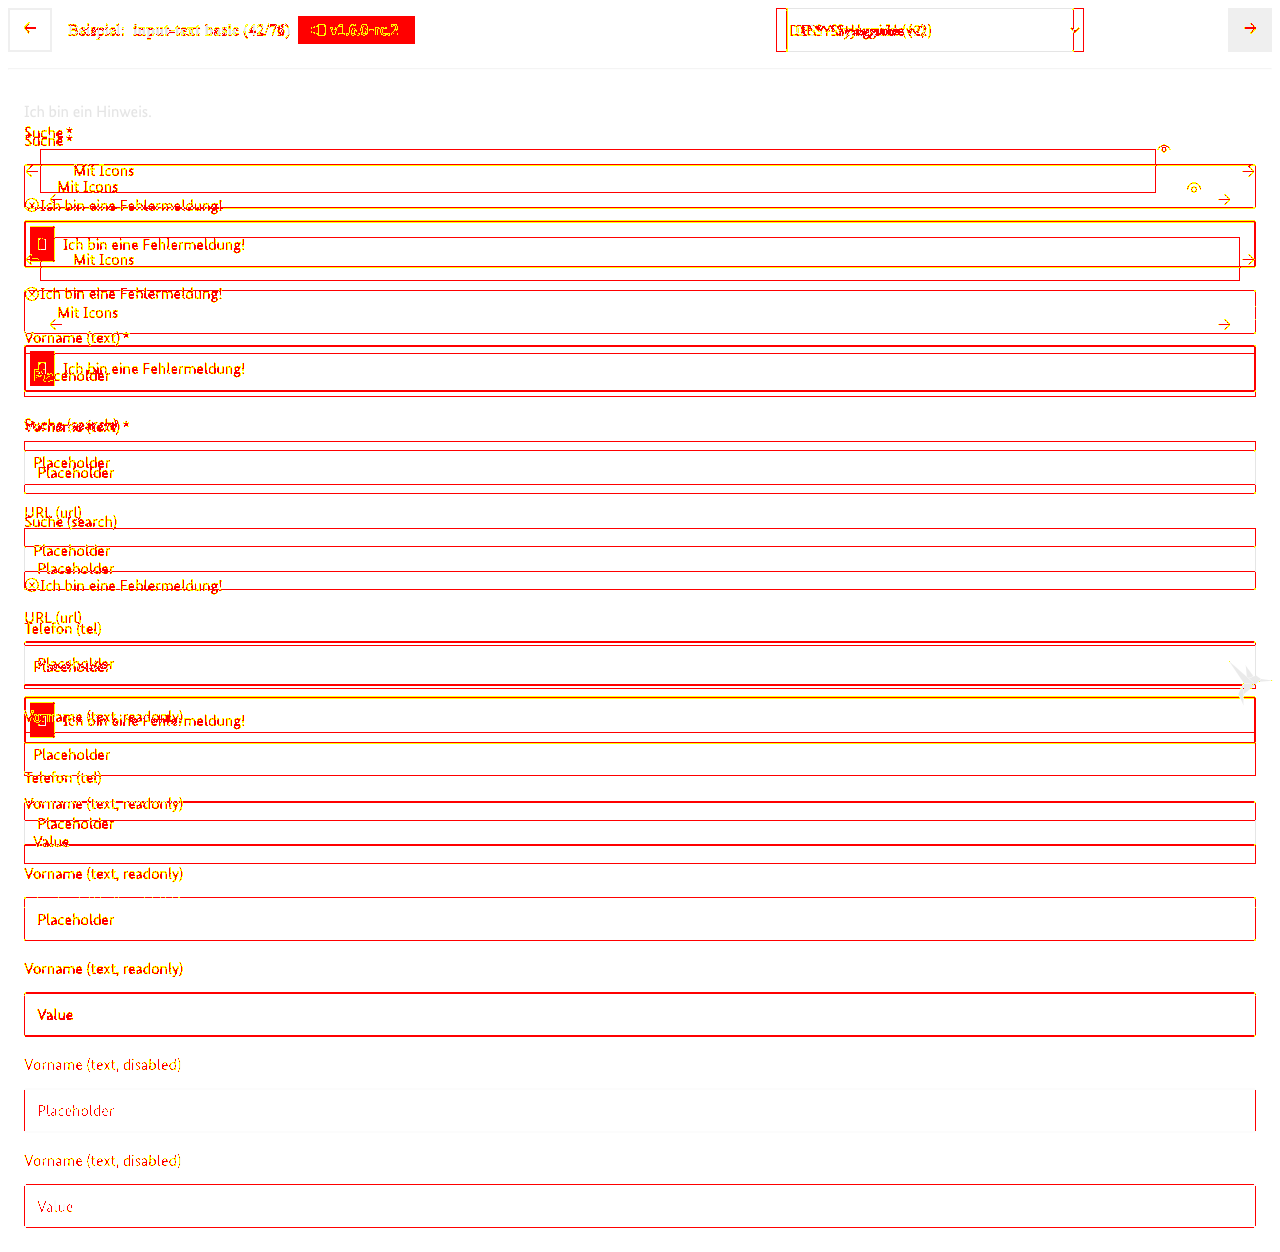 Beispiel: Input-text basic (42/76) v1.6.0-rc.2
Ich bin ein Hinweis.
Suche *
Suche *
Mit Icons
Mit Icons
Ich bin eine Fehlermeldung!
Ich bin eine Fehlermeldung!
Mit Icons
Ich bin eine Fehlermeldung!
Mit Icons
Vorname (text) *
Ich bin eine Fehlermeldung!
Placeholder
Suche (search)
Vorname (text) *
Placeholder
Placeholder
URL (url)
Suche (search)
Placeholder
Placeholder
Ich bin eine Fehlermeldung!
URL (url)
Telefon (tel)
Placeholder
Placeholder
Vorname (text, readonly)
Ich bin eine Fehlermeldung!
Placeholder
Telefon (tel)
Vorname (text, readonly)
Placeholder
Value
Vorname (text, readonly)
Placeholder
Vorname (text, readonly)
Value
Vorname (text, disabled)
Placeholder
Vorname (text, disabled)
Value